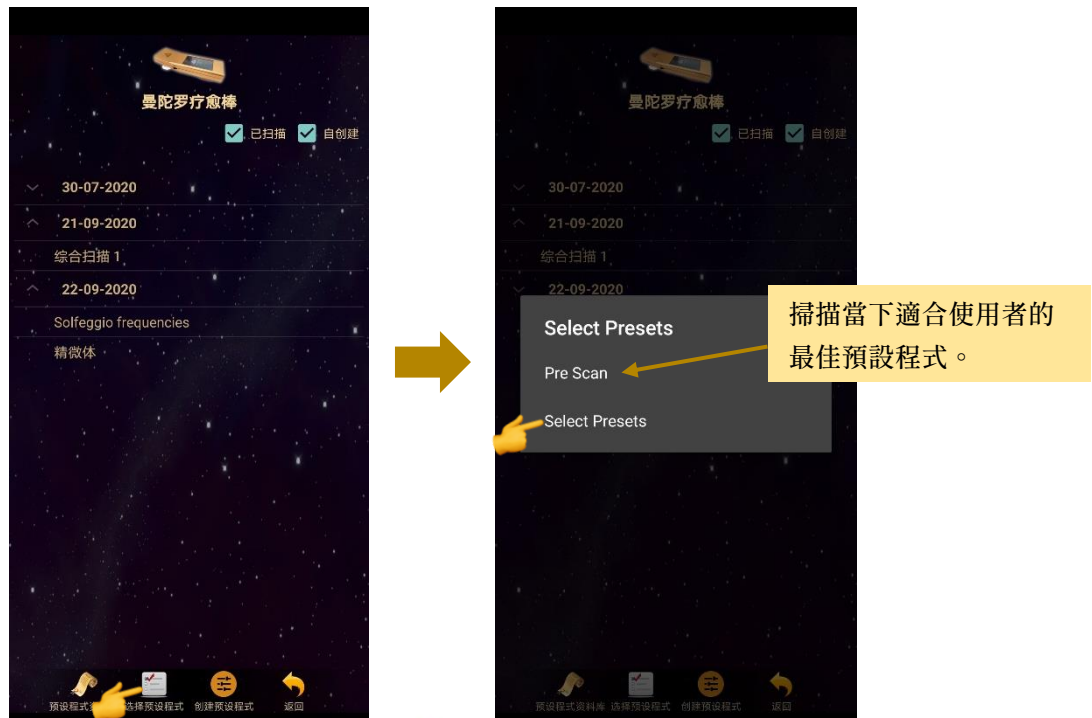 曼陀罗疗愈棒
已扫描 自创建
30-07-2020
21-09-2020
综合扫描 1
22-09-2020
Solfeggio frequencies
精微体
预设程式资 选择预设程式 创建预设程式 返回
曼陀罗疗愈棒
已扫描 自创建
30-07-2020
21-09-2020
综合扫描 1
22-09-2020
Select Presets
Pre Scan
Select Presets
预设程式资料库 选择预设程式 创建预设程式 返回
掃描當下適合使用者的
最佳預設程式。